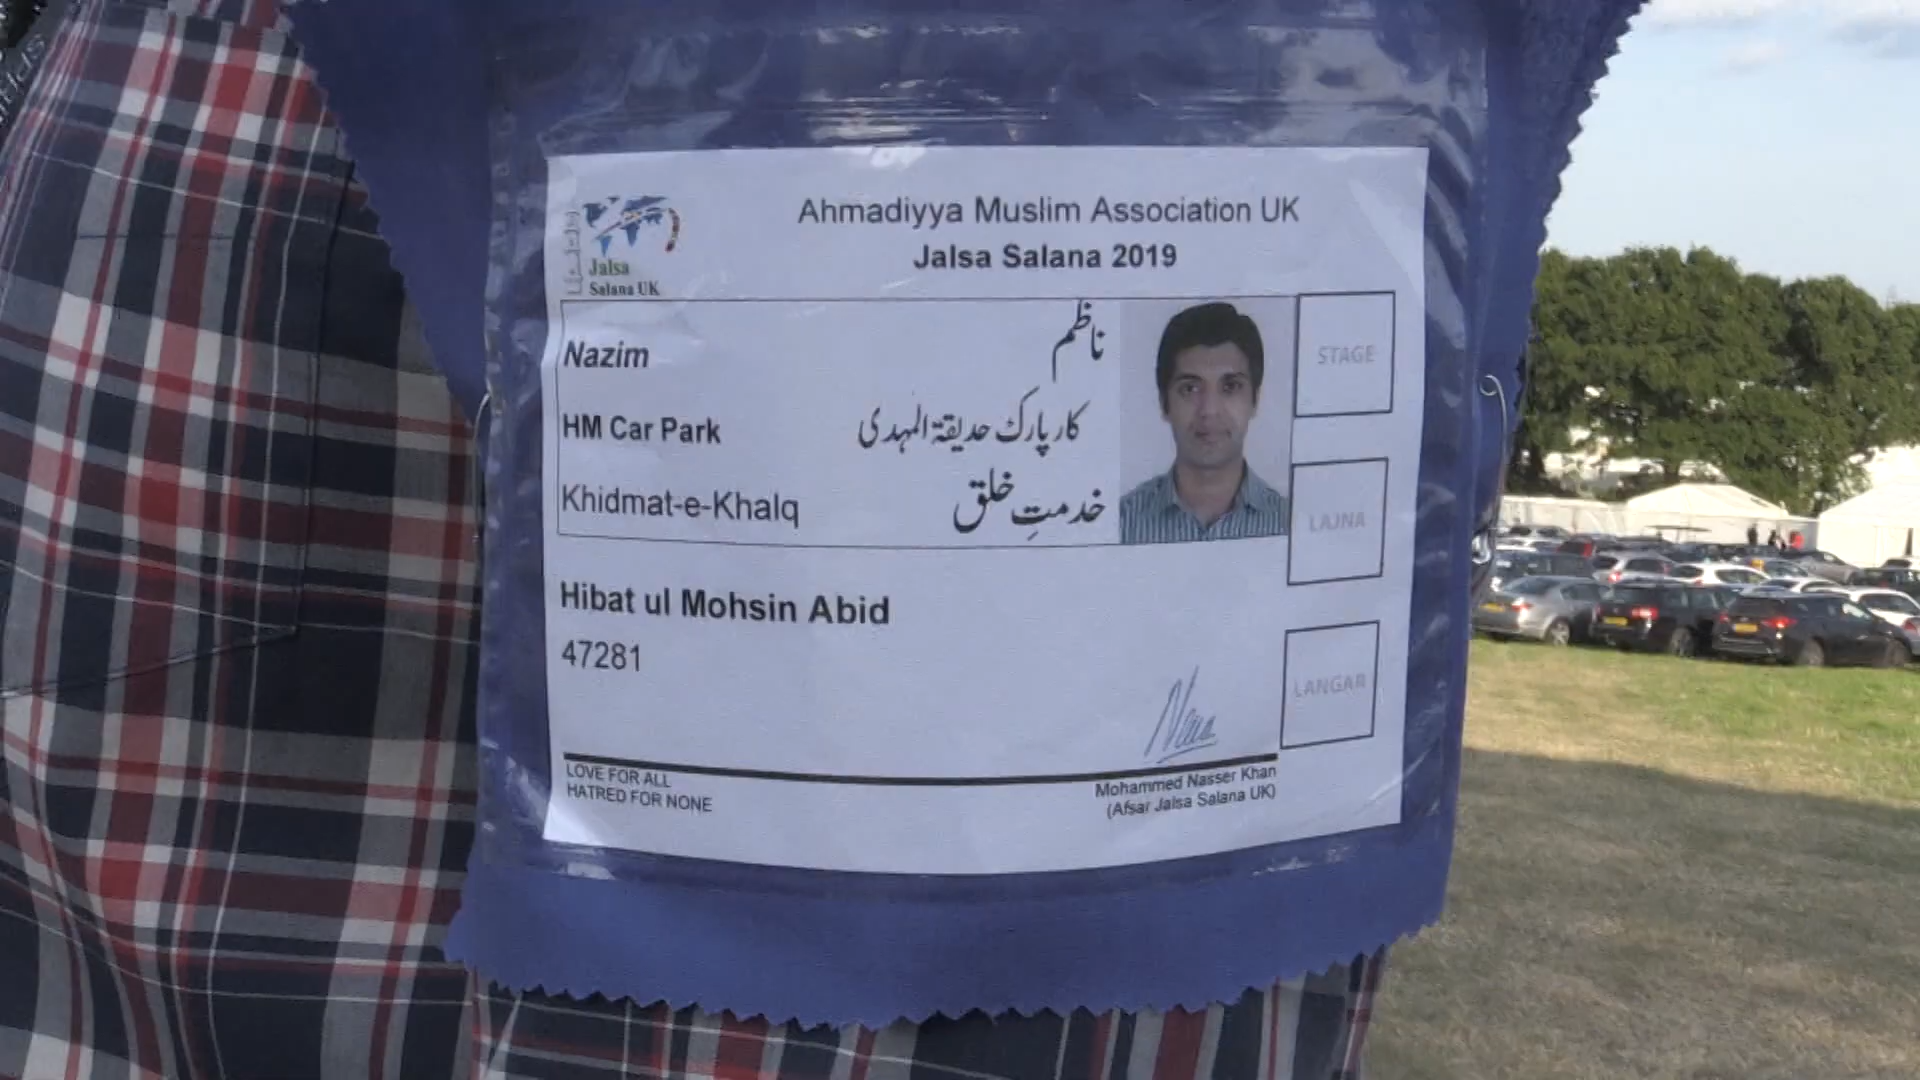 Ahmadiyya Muslim Association UK
Jalsa Salana 2019
Jalsa
Salana UK
Nazim
ناظم
HM Car Park
کار پارک حدیقۃ المہدی
Khidmat-e-Khalq
خدمتِ خلق
STAGE
LAJNA
LANGAR
Hibat ul Mohsin Abid
47281
LOVE FOR ALL
HATRED FOR NONE
Mohammed Nasser Khan
(Afsar Jalsa Salana UK)